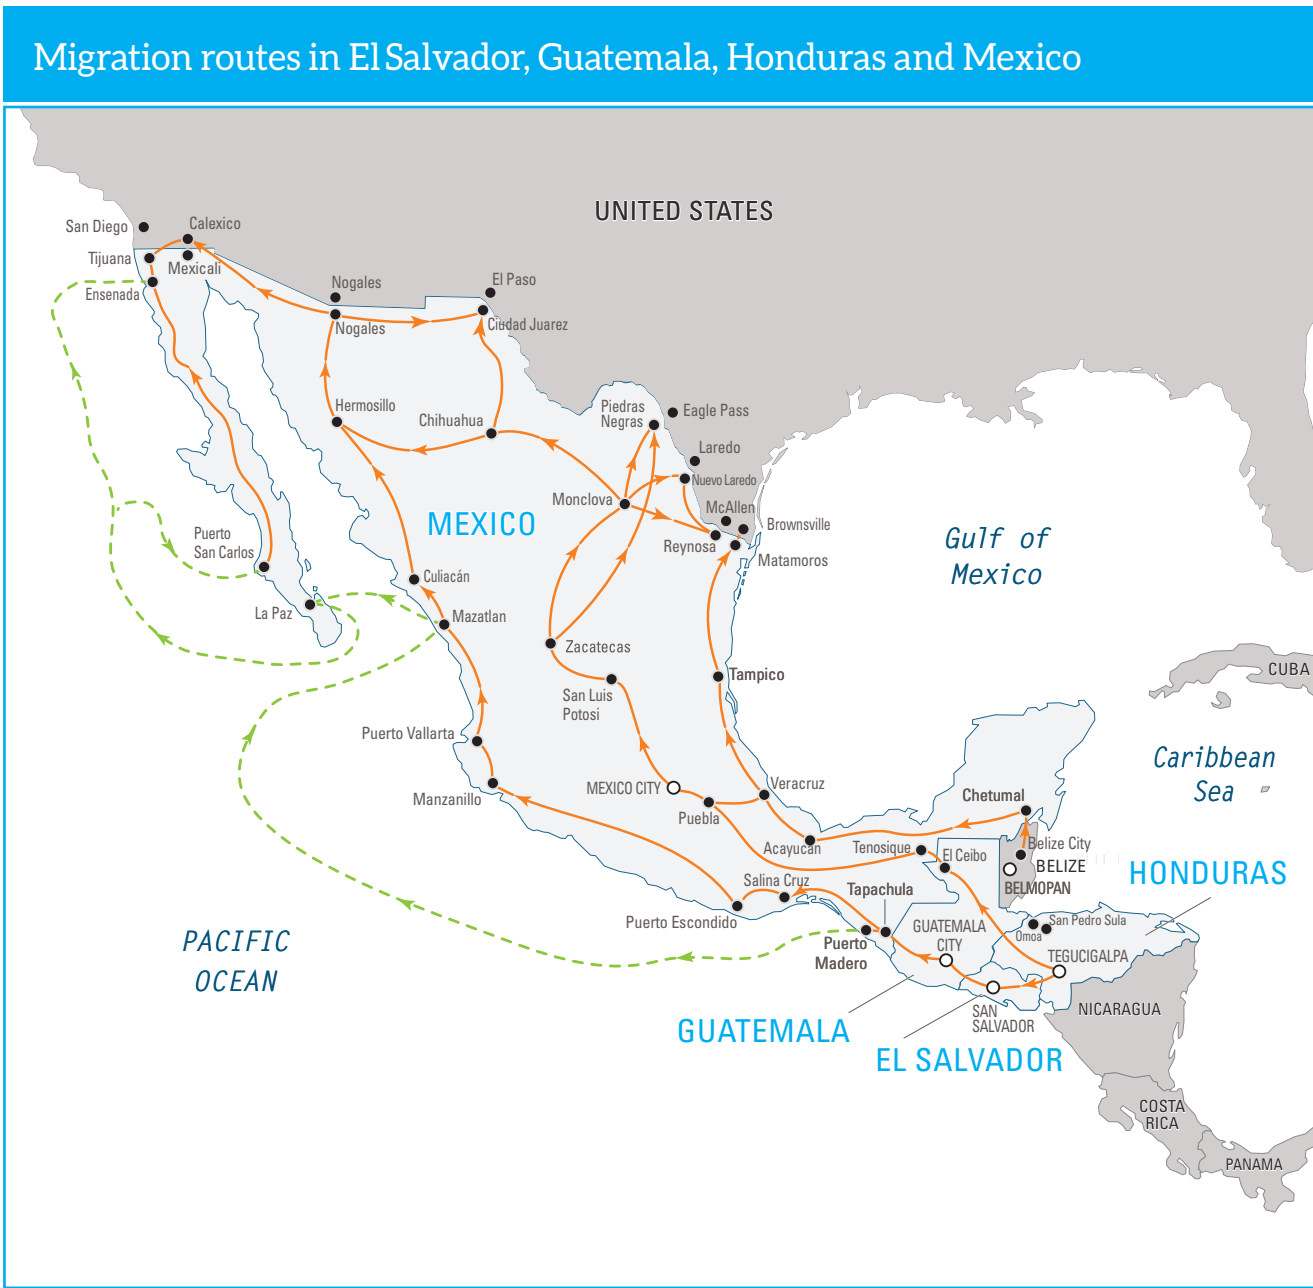 Migration routes in El Salvador, Guatemala, Honduras and Mexico
UNITED STATES
San Diego
Calexico
Tijuana
Mexicali
Ensenada
Nogales
Nogales
El Paso
Ciudad Juarez
Hermosillo
Chihuahua
Piedras
Negras
Eagle Pass
Laredo
Nuevo Laredo
Monclova
McAllen
Brownsville
Reynosa
Matamoros
MEXICO
Gulf of
Mexico
Puerto
San Carlos
Culiacán
La Paz
Mazatlan
Zacatecas
San Luis
Potosi
Tampico
CUBA
Puerto Vallarta
Manzanillo
MEXICO CITY
Puebla
Veracruz
Caribbean
Sea
Chetumal
Acayucan
Tenosique
El Ceibo
Belize City
BELIZE
BELMOPAN
HONDURAS
Salina Cruz
Tapachula
Puerto Escondido
Puerto
Madero
GUATEMALA
CITY
San Pedro Sula
Omoa
TEGUCIGALPA
PACIFIC
OCEAN
GUATEMALA
SAN
SALVADOR
NICARAGUA
EL SALVADOR
COSTA
RICA
PANAMA